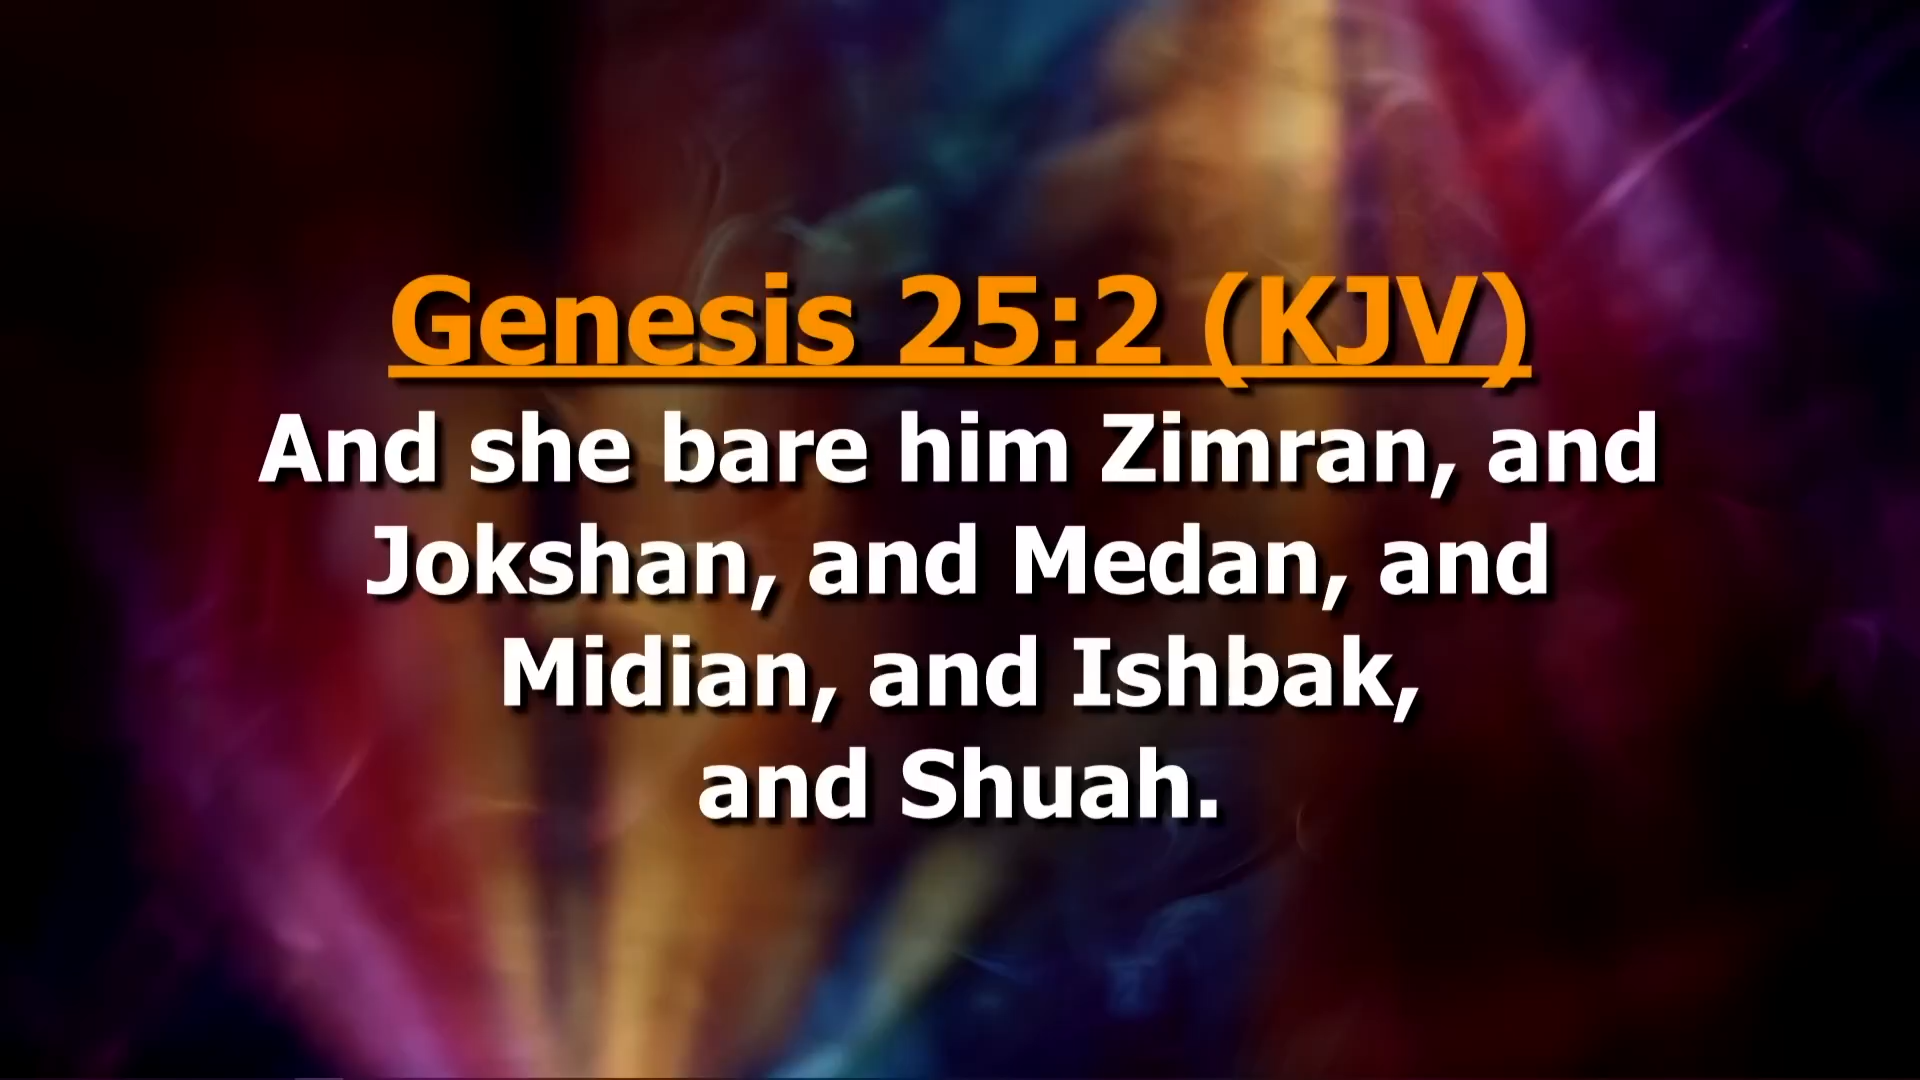 Genesis 25:2 (KJV)
And she bare him Zimran, and
Jokshan, and Medan, and
Midian, and Ishbak,
and Shuah.